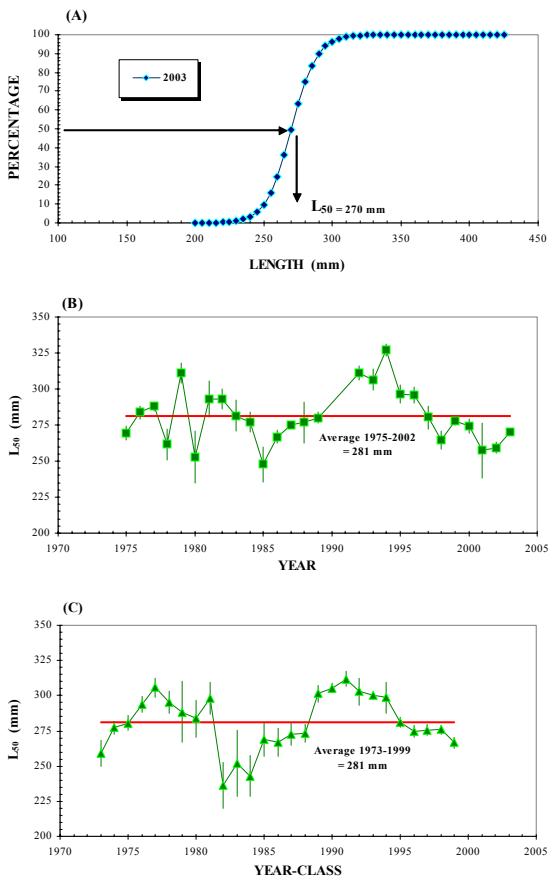 (A)
100
90
80
70
60
50
40
30
20
10
0
PERCENTAGE
2003
L50 = 270 mm
100 150 200 250 300 350 400 450
LENGTH (mm)
(B)
350
325
300
275
250
225
200
L50 (mm)
Average 1975-2002
= 281 mm
1970 1975 1980 1985 1990 1995 2000 2005
YEAR
(C)
350
325
300
275
250
225
200
L50 (mm)
Average 1973-1999
= 281 mm
1970 1975 1980 1985 1990 1995 2000 2005
YEAR-CLASS